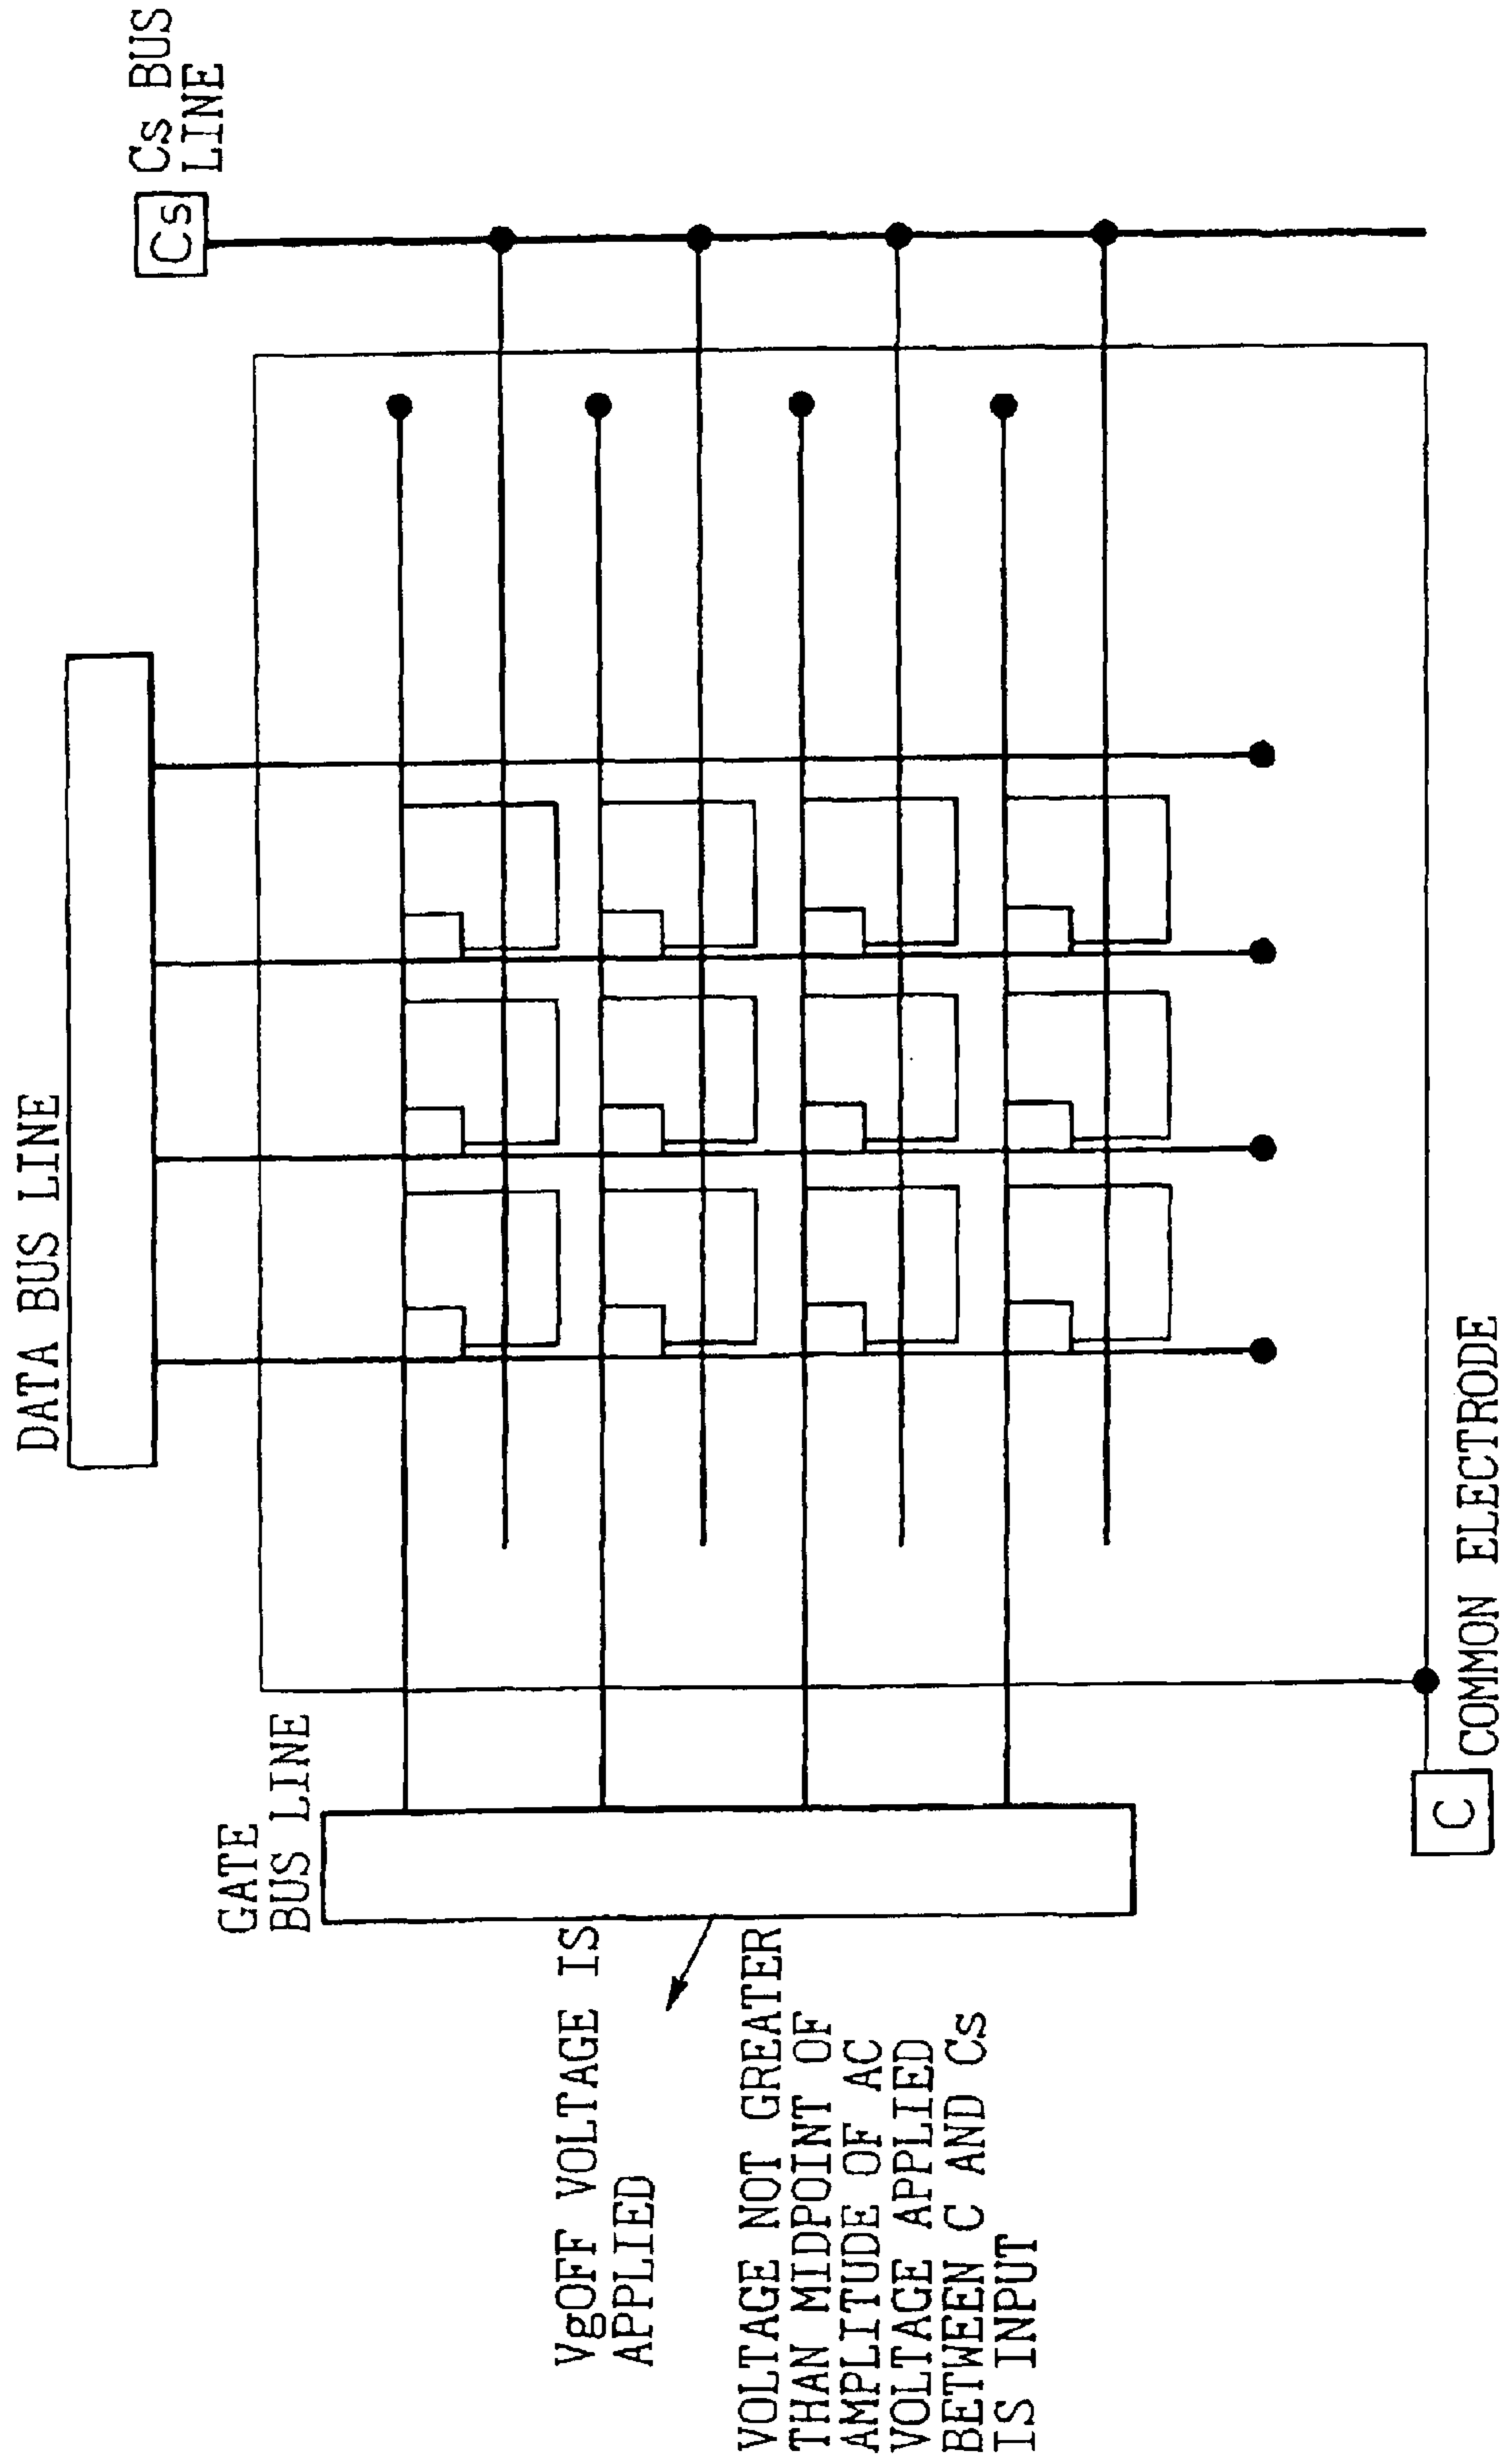 DATA BUS LINE
Cs
Cs BUS
LINE
GATE
BUS LINE
VgOFF VOLTAGE IS
APPLIED
VOLTAGE NOT GREATER
THAN MIDPOINT OF
AMPLITUDE OF AC
VOLTAGE APPLIED
BETWEEN C AND Cs
IS INPUT
C
COMMON ELECTRODE